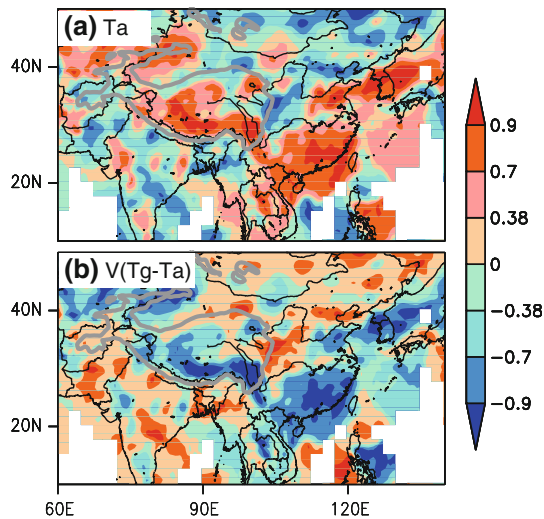 (a) Ta
40N
20N
(b) V(Tg-Ta)
40N
20N
60E 90E 120E
0.9
0.7
0.38
0
-0.38
-0.7
-0.9